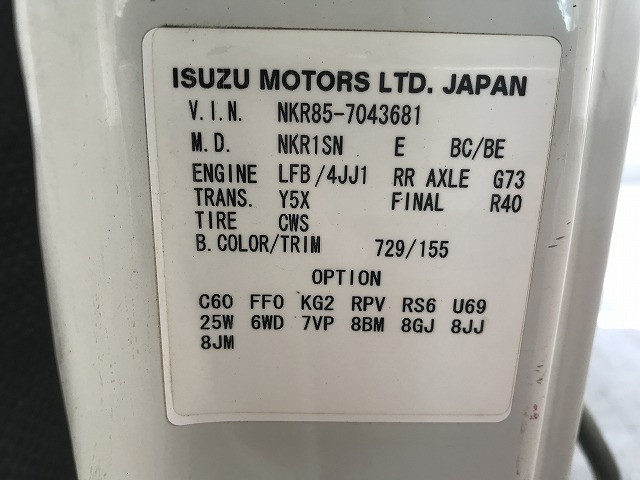 ISUZU MOTORS LTD. JAPAN
V.I.N. NKR85-7043681
M.D. NKR1SN E BC/BE
ENGINE LFB/4JJ1 RR AXLE G73
TRANS. Y5X FINAL R40
TIRE CWS
B.COLOR/TRIM 729/155
OPTION
C60 FF0 KG2 RPV RS6 U69
25W 6WD 7VP 8BM 8GJ 8JJ
8JM